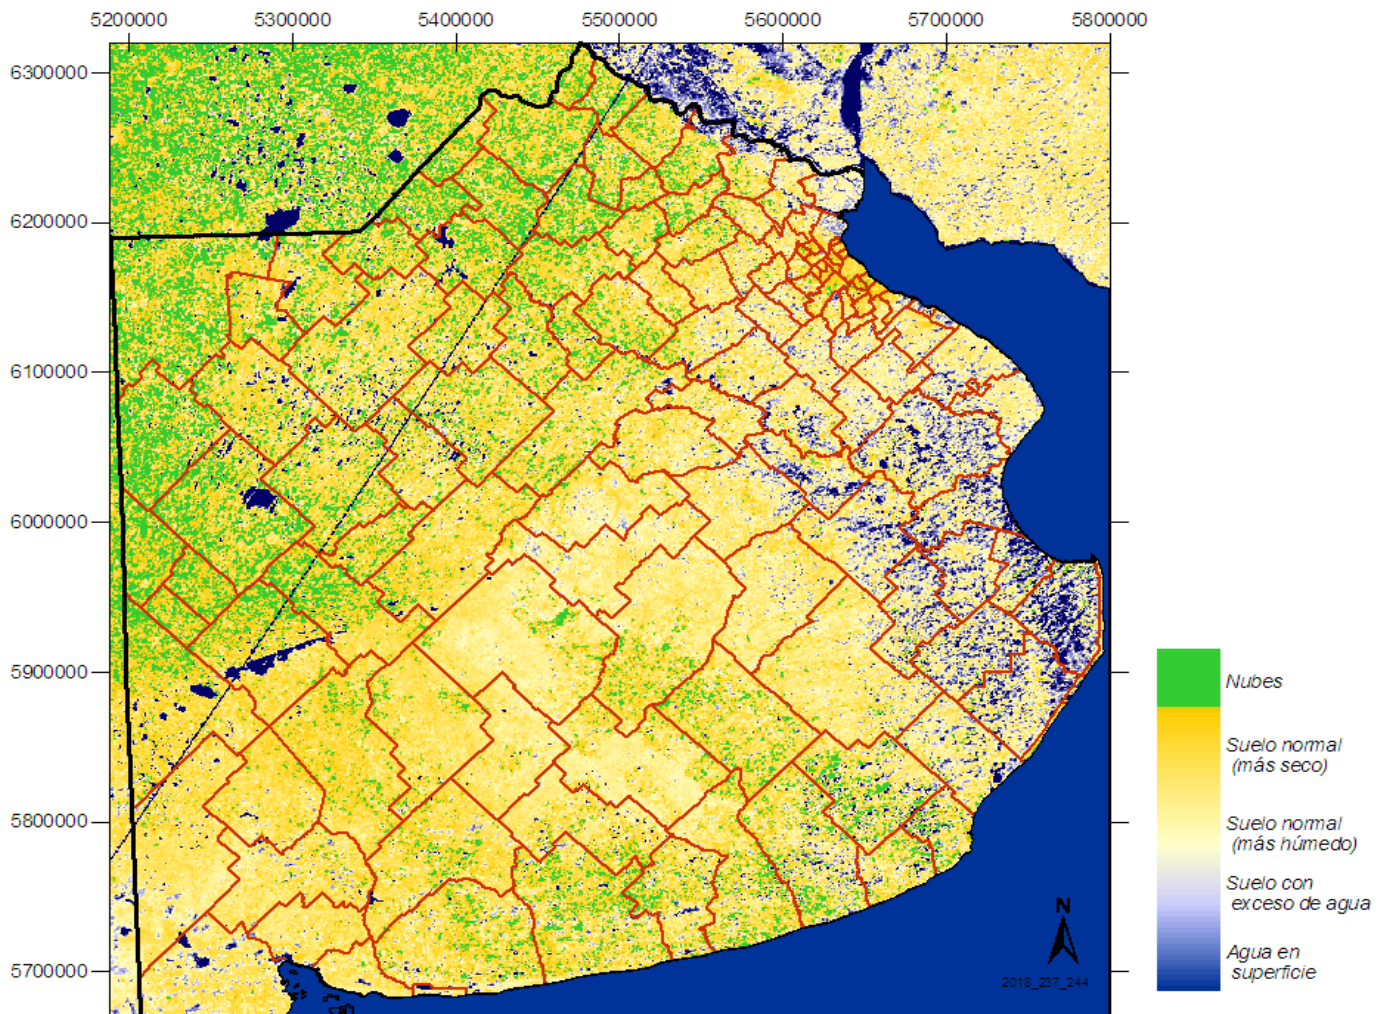 5200000 5300000 5400000 5500000 5600000 5700000 5800000
6300000
6200000
6100000
6000000
5900000
5800000
5700000
Nubes
Suelo normal
(más seco)
Suelo normal
(más húmedo)
Suelo con
exceso de agua
Agua en
superficie
N
2018_237_244